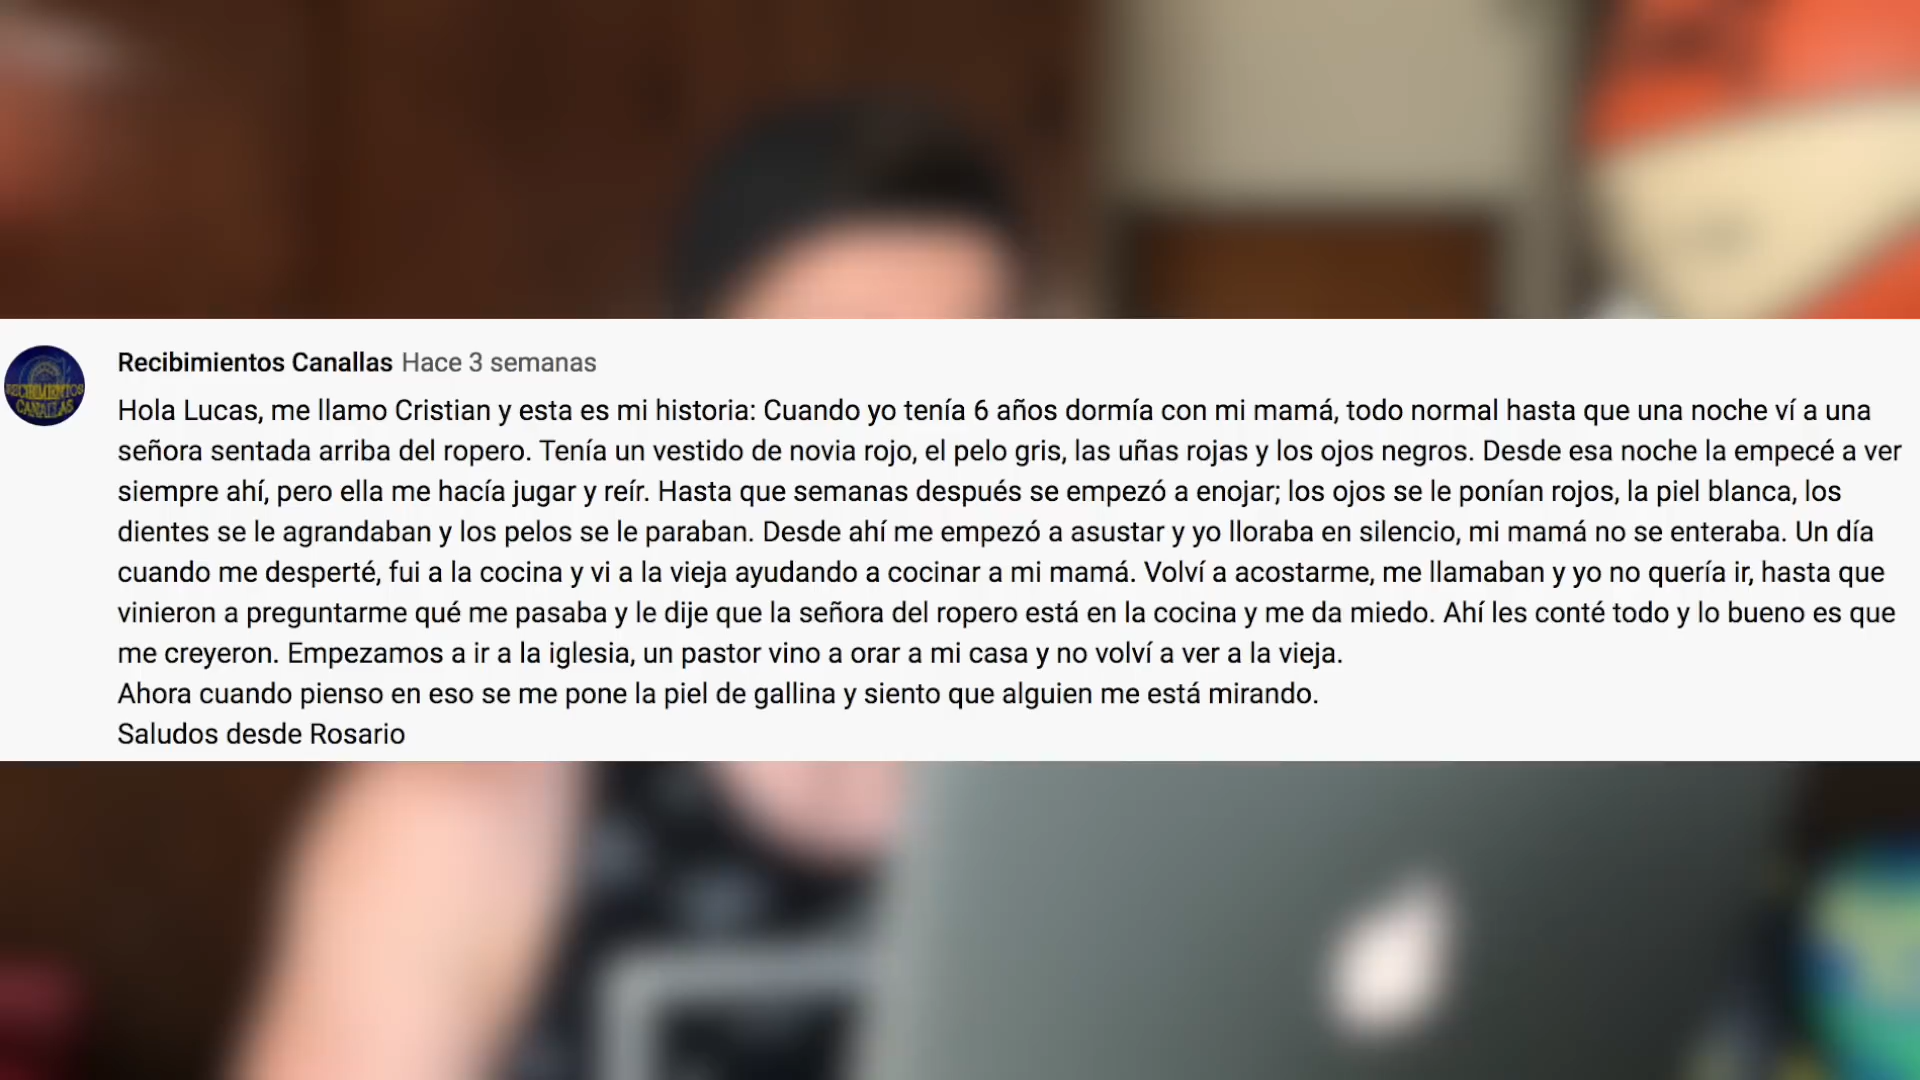 Recibimientos Canallas Hace 3 semanas
Hola Lucas, me llamo Cristian y esta es mi historia: Cuando yo tenía 6 años dormía con mi mamá, todo normal hasta que una noche ví a una
señora sentada arriba del ropero. Tenía un vestido de novia rojo, el pelo gris, las uñas rojas y los ojos negros. Desde esa noche la empecé a ver
siempre ahí, pero ella me hacía jugar y reír. Hasta que semanas después se empezó a enojar; los ojos se le ponían rojos, la piel blanca, los
dientes se le agrandaban y los pelos se le paraban. Desde ahí me empezó a asustar y yo lloraba en silencio, mi mamá no se enteraba. Un día
cuando me desperté, fui a la cocina y vi a la vieja ayudando a cocinar a mi mamá. Volví a acostarme, me llamaban y yo no quería ir, hasta que
vinieron a preguntarme qué me pasaba y le dije que la señora del ropero está en la cocina y me da miedo. Ahí les conté todo y lo bueno es que
me creyeron. Empezamos a ir a la iglesia, un pastor vino a orar a mi casa y no volví a ver a la vieja.
Ahora cuando pienso en eso se me pone la piel de gallina y siento que alguien me está mirando.
Saludos desde Rosario
RECIBIMIENTOS
CANALLAS